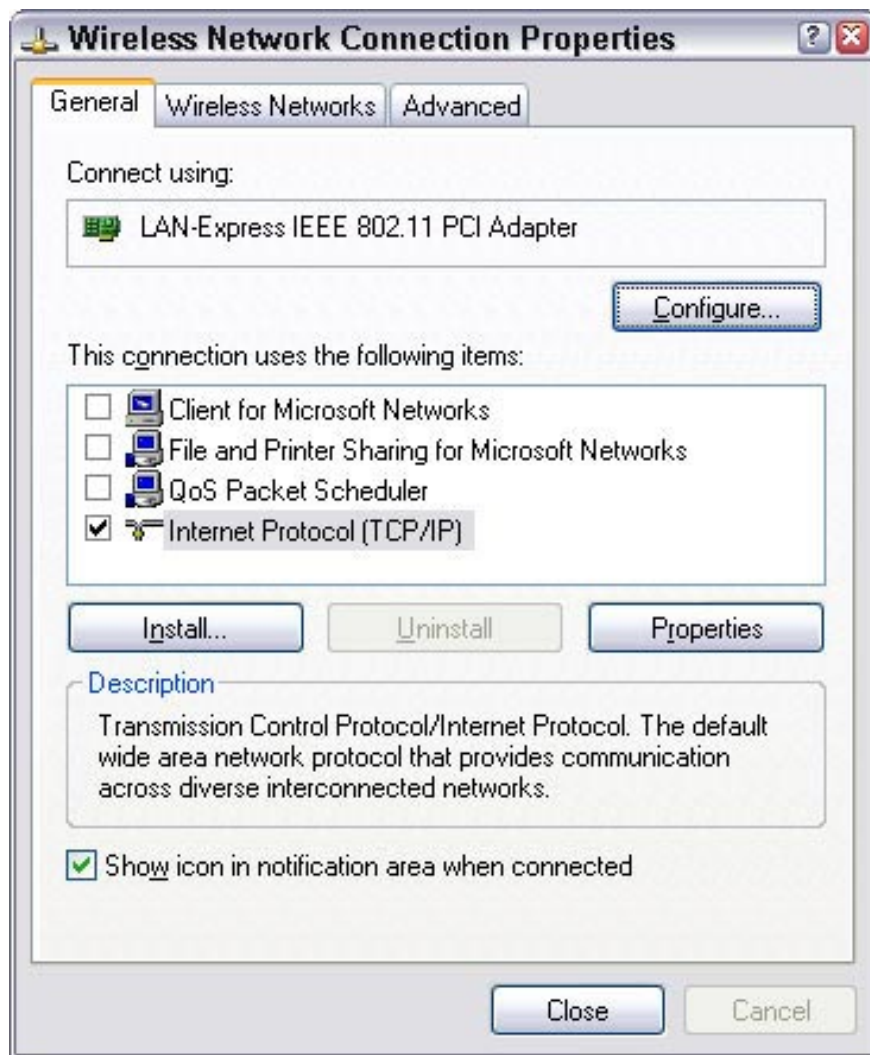 Wireless Network Connection Properties
General
Wireless Networks
Advanced
Connect using:
LAN-Express IEEE 802.11 PCI Adapter
Configure...
This connection uses the following items:
Client for Microsoft Networks
File and Printer Sharing for Microsoft Networks
QoS Packet Scheduler
Internet Protocol (TCP/IP)
Install...
Uninstall
Properties
Description
Transmission Control Protocol/Internet Protocol. The default
wide area network protocol that provides communication
across diverse interconnected networks.
Show icon in notification area when connected
Close
Cancel